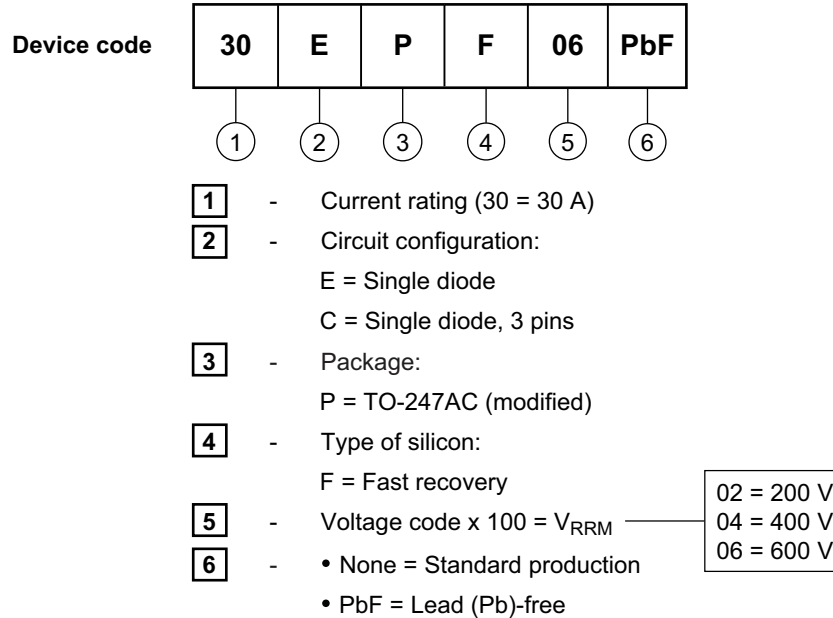 Device code 30 E P F 06 PbF
1 2 3 4 5 6
1 - Current rating (30 = 30 A)
2 - Circuit configuration:
E = Single diode
C = Single diode, 3 pins
3 - Package:
P = TO-247AC (modified)
4 - Type of silicon:
F = Fast recovery
5 - Voltage code x 100 = VRRM
02 = 200 V
04 = 400 V
06 = 600 V
6 - • None = Standard production
• PbF = Lead (Pb)-free